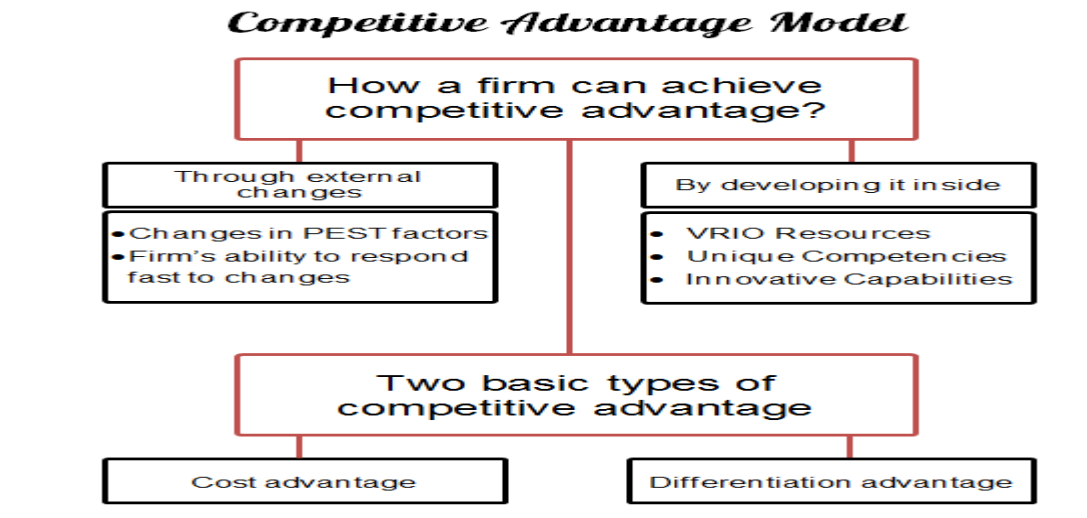 Competitive Advantage Model
How a firm can achieve
competitive advantage?
Through external
changes
By developing it inside
•Changes in PEST factors
•Firm's ability to respond
fast to changes
• VRIO Resources
• Unique Competencies
• Innovative Capabilities
Two basic types of
competitive advantage
Cost advantage
Differentiation advantage